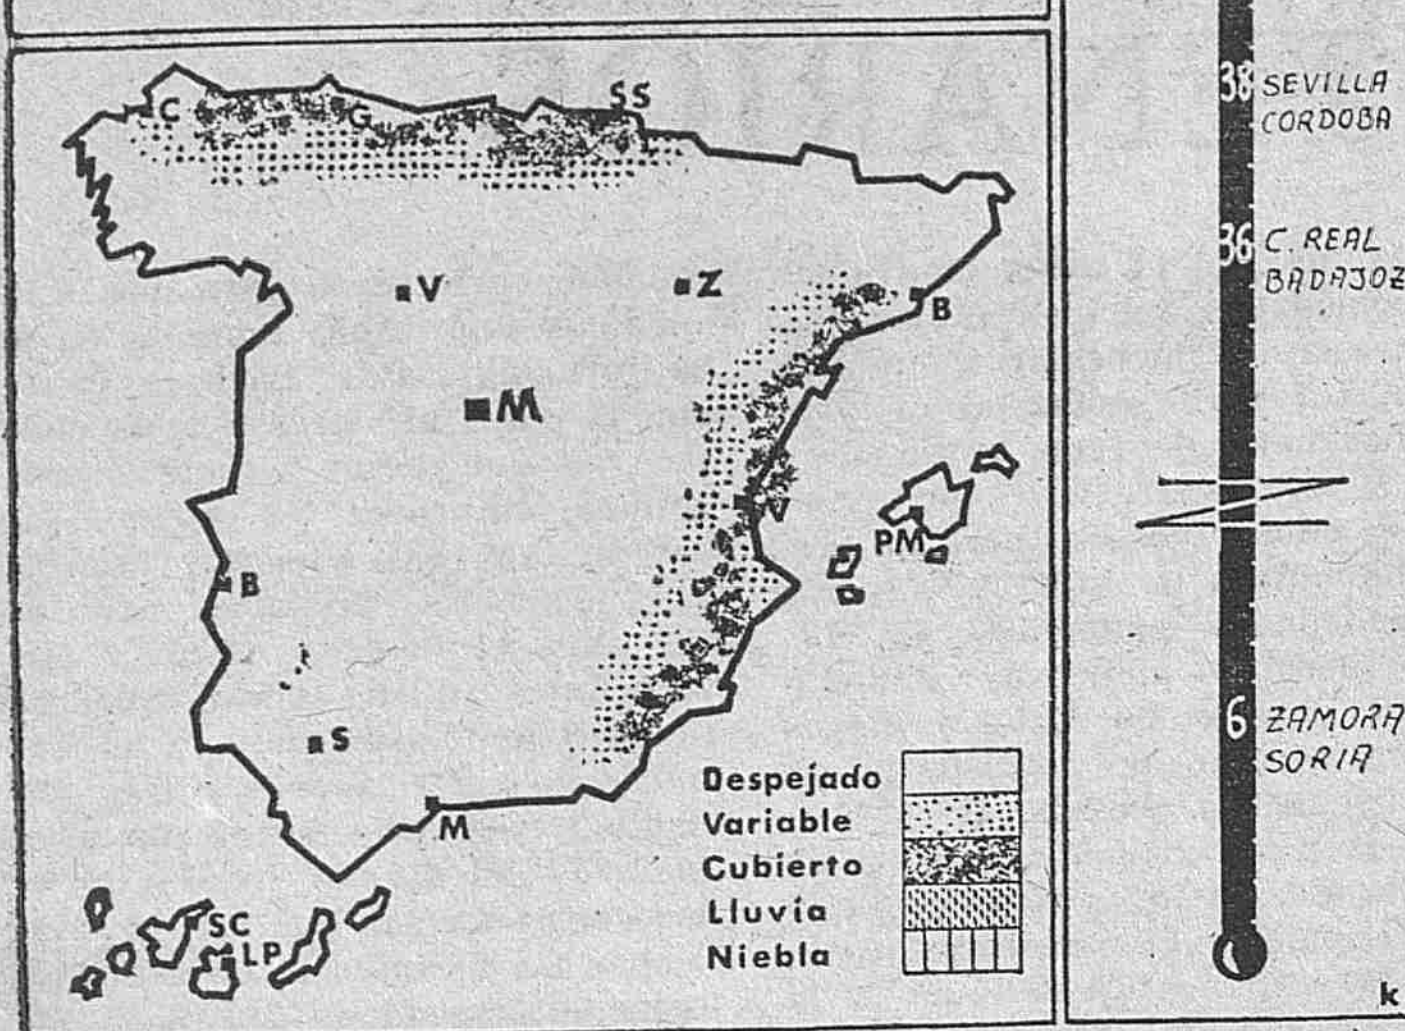 C
G
SS
V
Z
B
M
V
PM
B
S
M
SC
LP
Despejado
Variable
Cubierto
Lluvia
Niebla
38 SEVILLA
CORDOBA
36 C. REAL
BADAJOZ
6 ZAMORA
SORIA
k